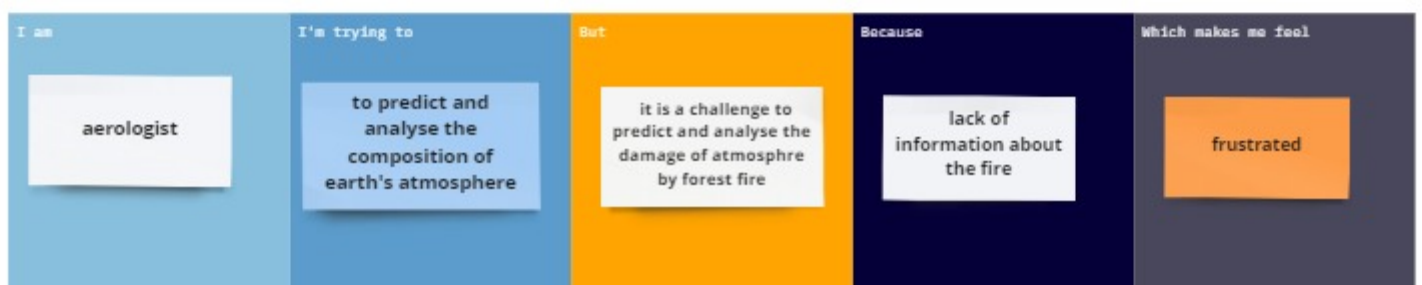 I am
aerologist
I'm trying to
to predict and
analyse the
composition of
earth's atmosphere
But
it is a challenge to
predict and analyse the
damage of atmosphre
by forest fire
Because
lack of
information about
the fire
Which makes me feel
frustrated